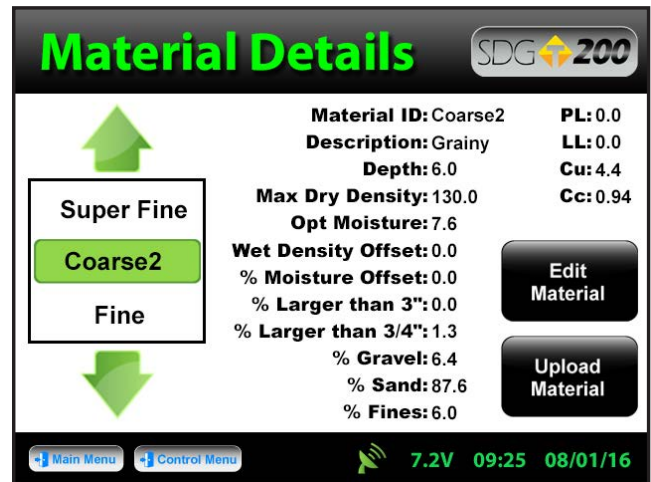 Material Details
SDG 200
Super Fine
Coarse2
Fine
Material ID: Coarse2
Description: Grainy
Depth: 6.0
Max Dry Density: 130.0
Opt Moisture: 7.6
Wet Density Offset: 0.0
% Moisture Offset: 0.0
% Larger than 3": 0.0
% Larger than 3/4": 1.3
% Gravel: 6.4
% Sand: 87.6
% Fines: 6.0
PL: 0.0
LL: 0.0
Cu: 4.4
Cc: 0.94
Edit
Material
Upload
Material
Main Menu
Control Menu
7.2V 09:25 08/01/16